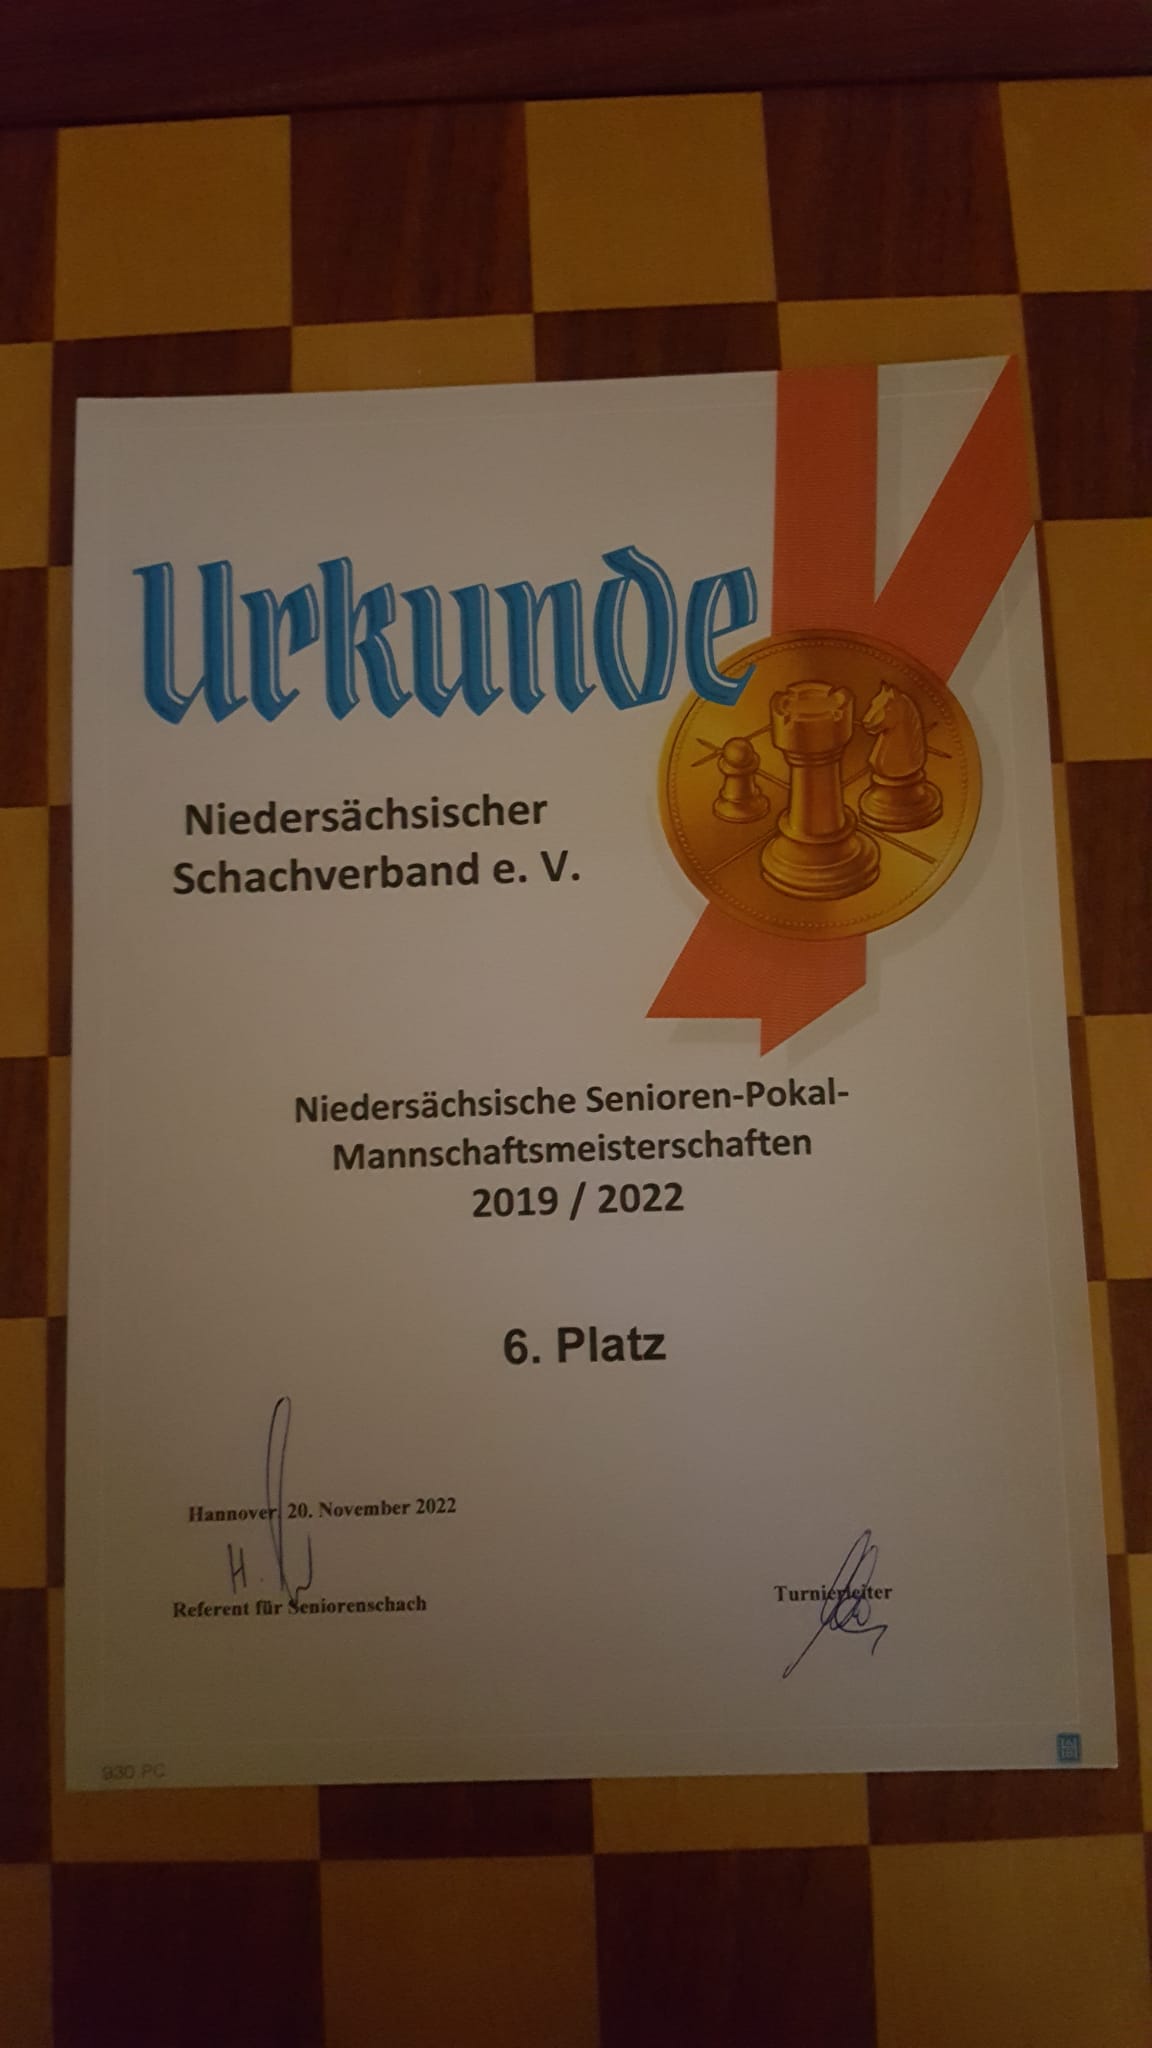 Urkunde
Niedersächsischer
Schachverband e. V.
Niedersächsische Senioren-Pokal-
Mannschaftsmeisterschaften
2019 / 2022
6. Platz
Hannover, 20. November 2022
H.
Referent für Seniorenschach
Turnierleiter
930 PC